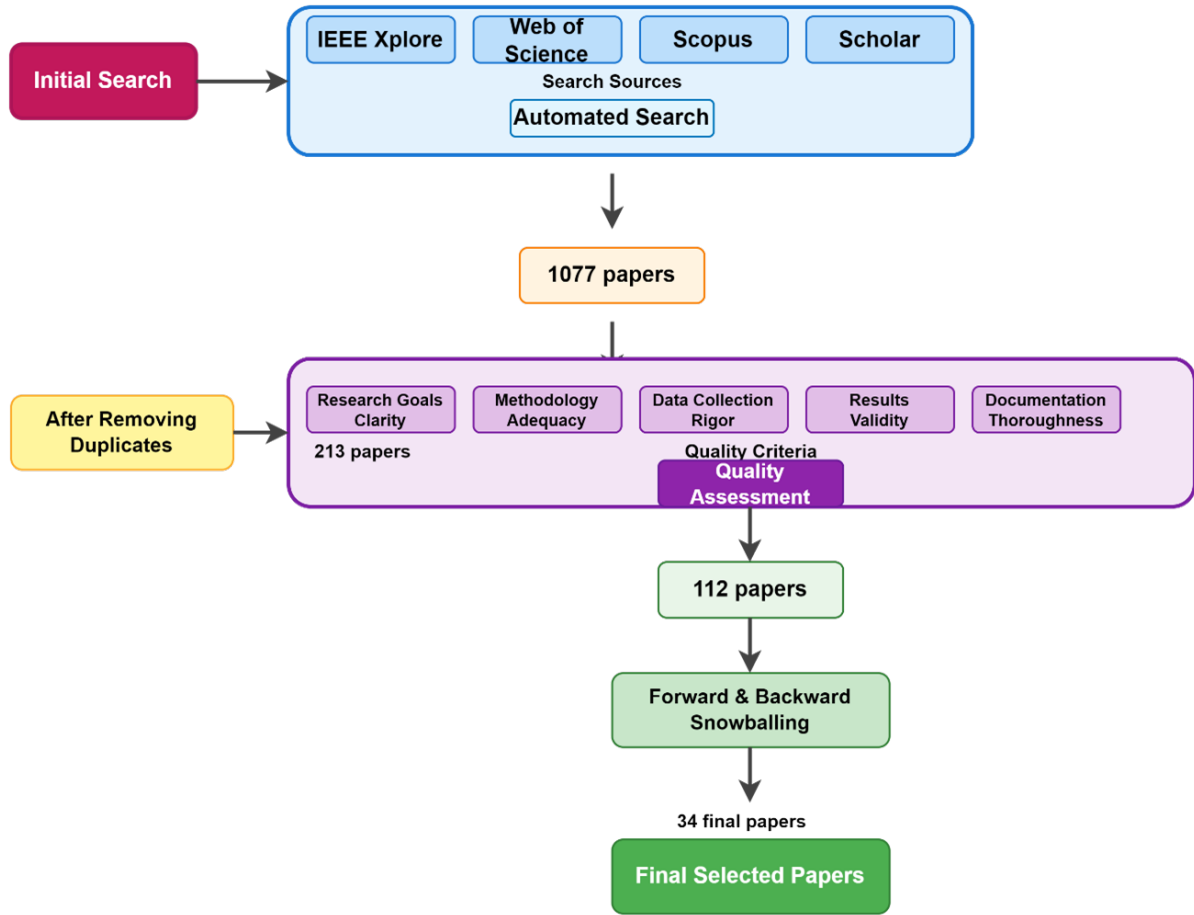 Initial Search
IEEE Xplore
Web of
Science
Scopus
Scholar
Search Sources
Automated Search
1077 papers
After Removing
Duplicates
Research Goals
Clarity
Methodology
Adequacy
Data Collection
Rigor
Results
Validity
Documentation
Thoroughness
213 papers
Quality Criteria
Quality
Assessment
112 papers
Forward & Backward
Snowballing
34 final papers
Final Selected Papers